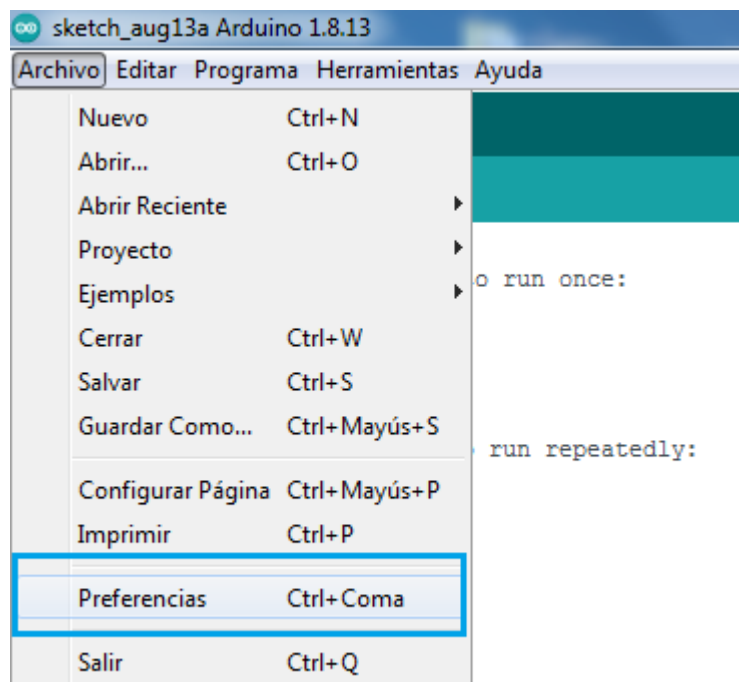 sketch_aug13a Arduino 1.8.13
Archivo Editar Programa Herramientas Ayuda
Nuevo Ctrl+N
Abrir... Ctrl+O
Abrir Reciente
Proyecto
o run once:
Ejemplos
Cerrar Ctrl+W
Salvar Ctrl+S
Guardar Como... Ctrl+Mayús+S
run repeatedly:
Configurar Página Ctrl+Mayús+P
Imprimir Ctrl+P
Preferencias Ctrl+Coma
Salir Ctrl+Q